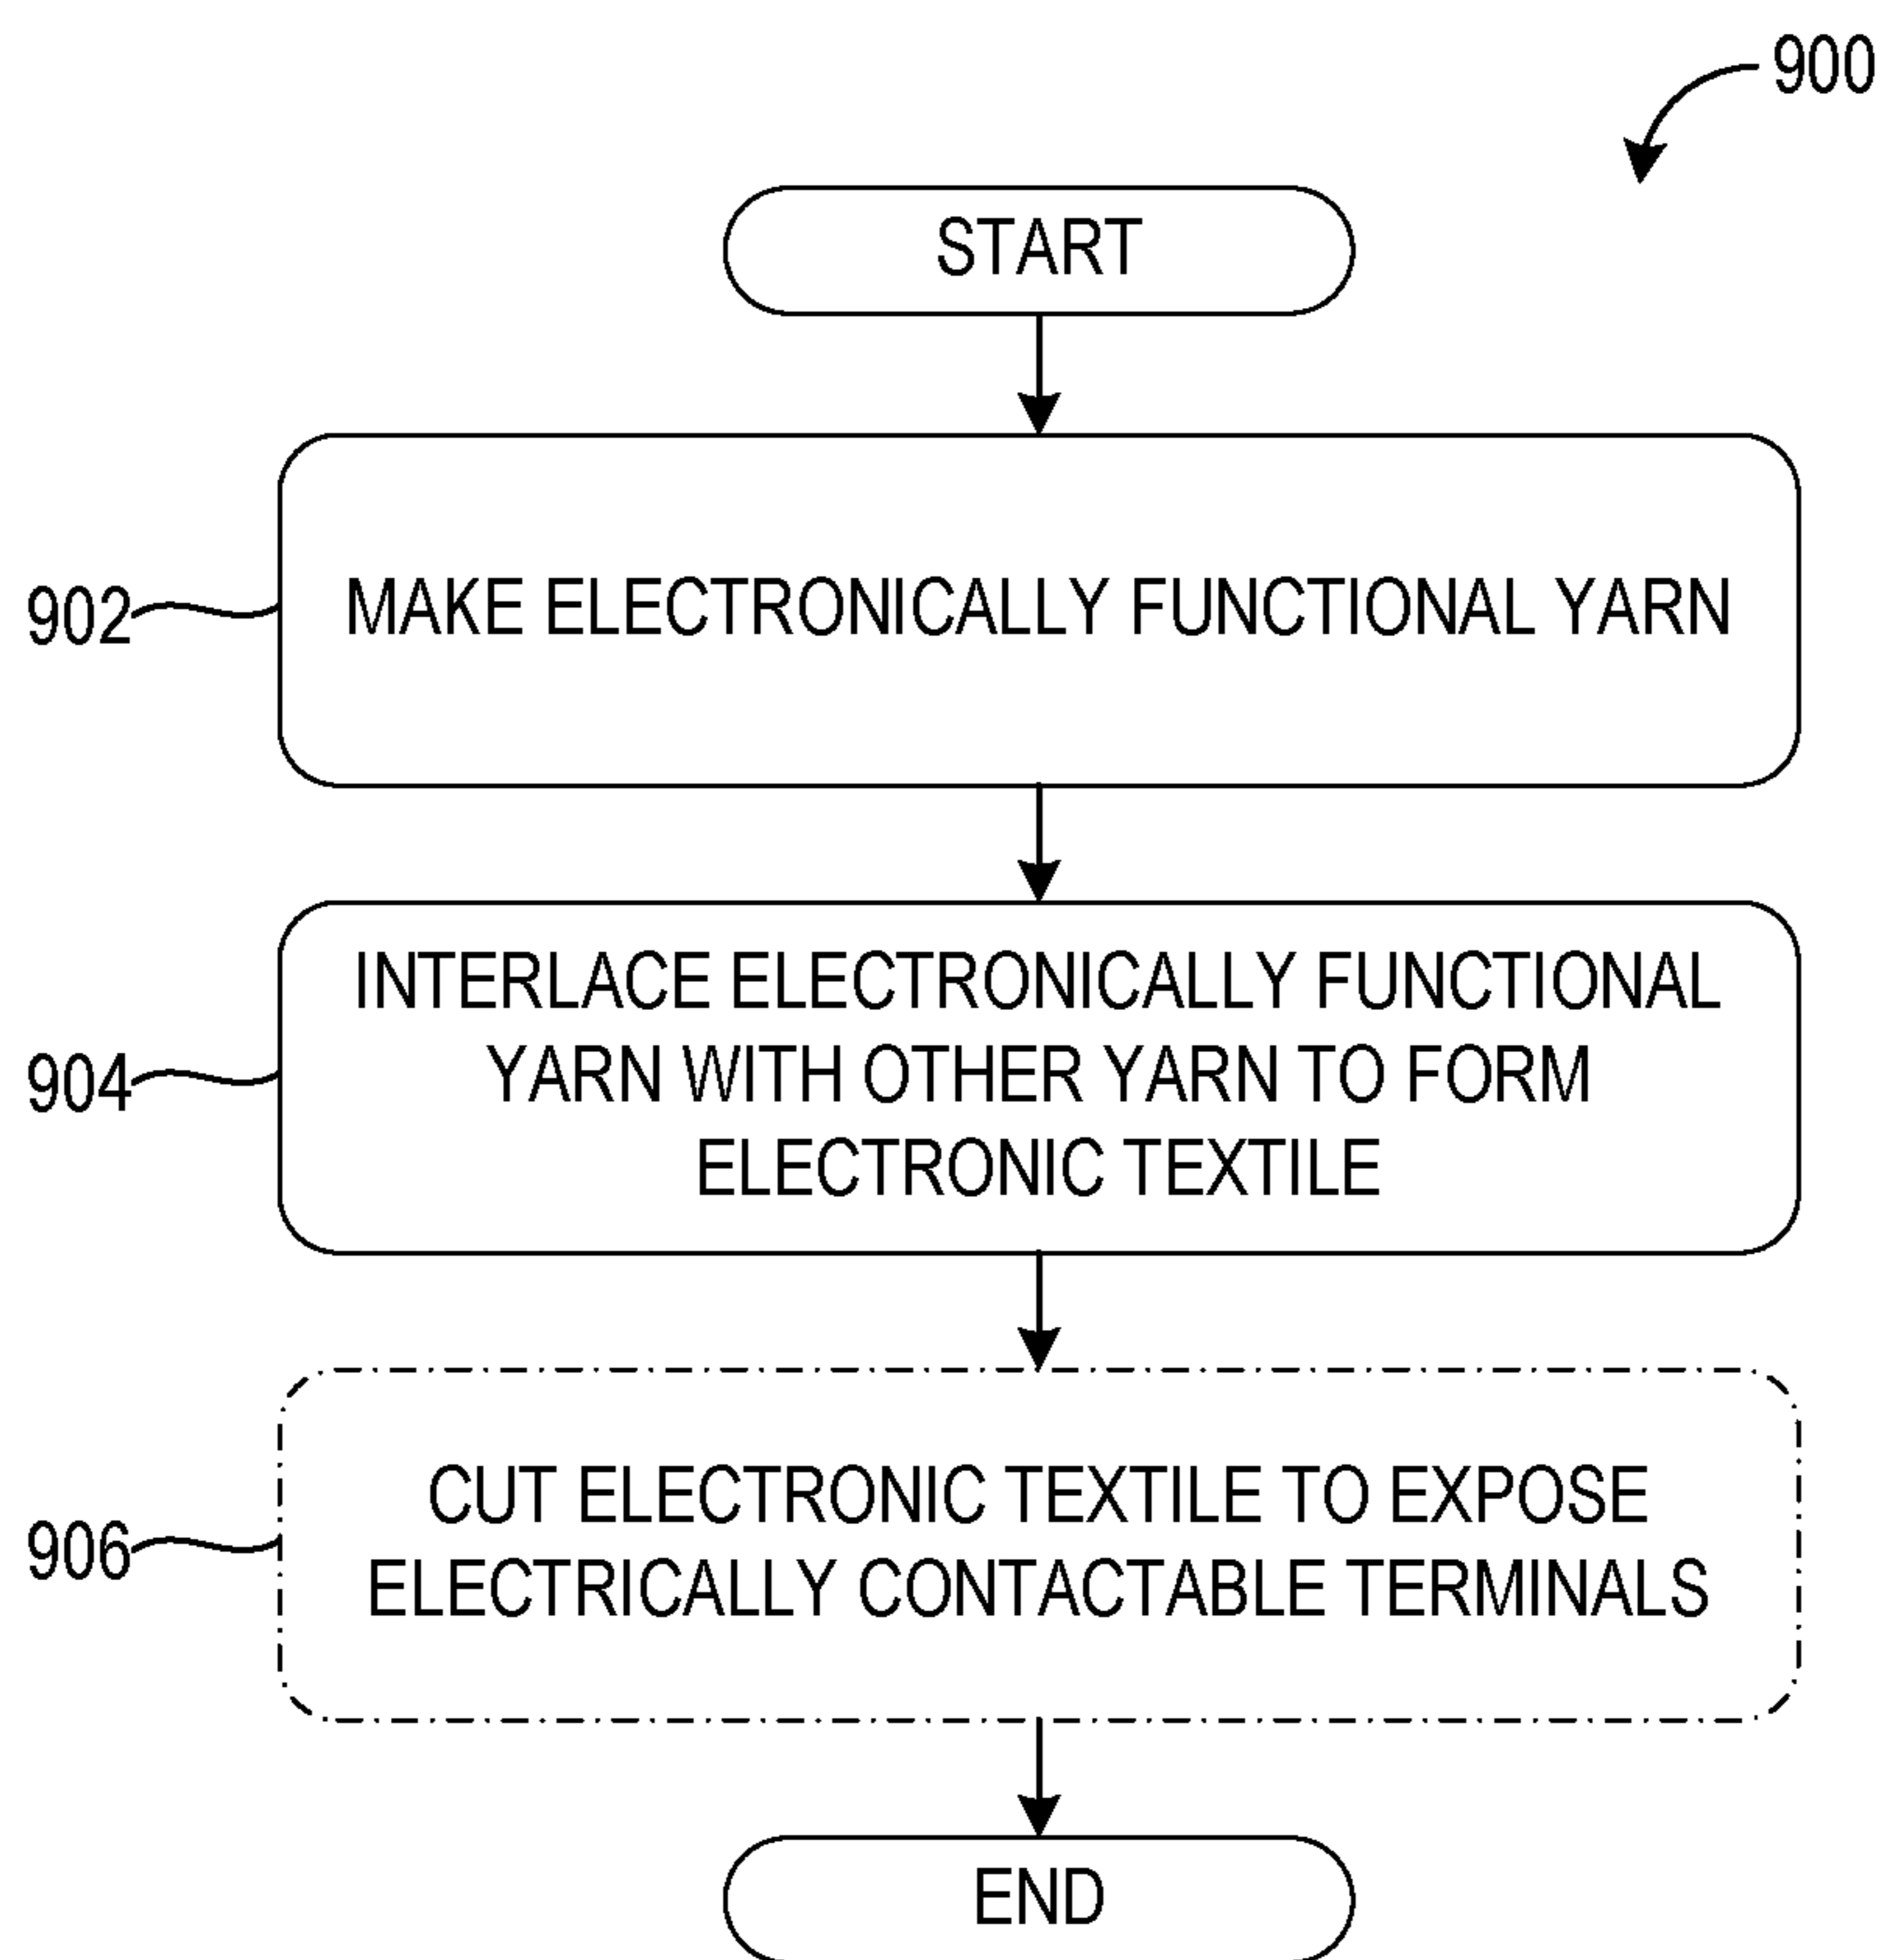 900
START
902
MAKE ELECTRONICALLY FUNCTIONAL YARN
904
INTERLACE ELECTRONICALLY FUNCTIONAL
YARN WITH OTHER YARN TO FORM
ELECTRONIC TEXTILE
906
CUT ELECTRONIC TEXTILE TO EXPOSE
ELECTRICALLY CONTACTABLE TERMINALS
END